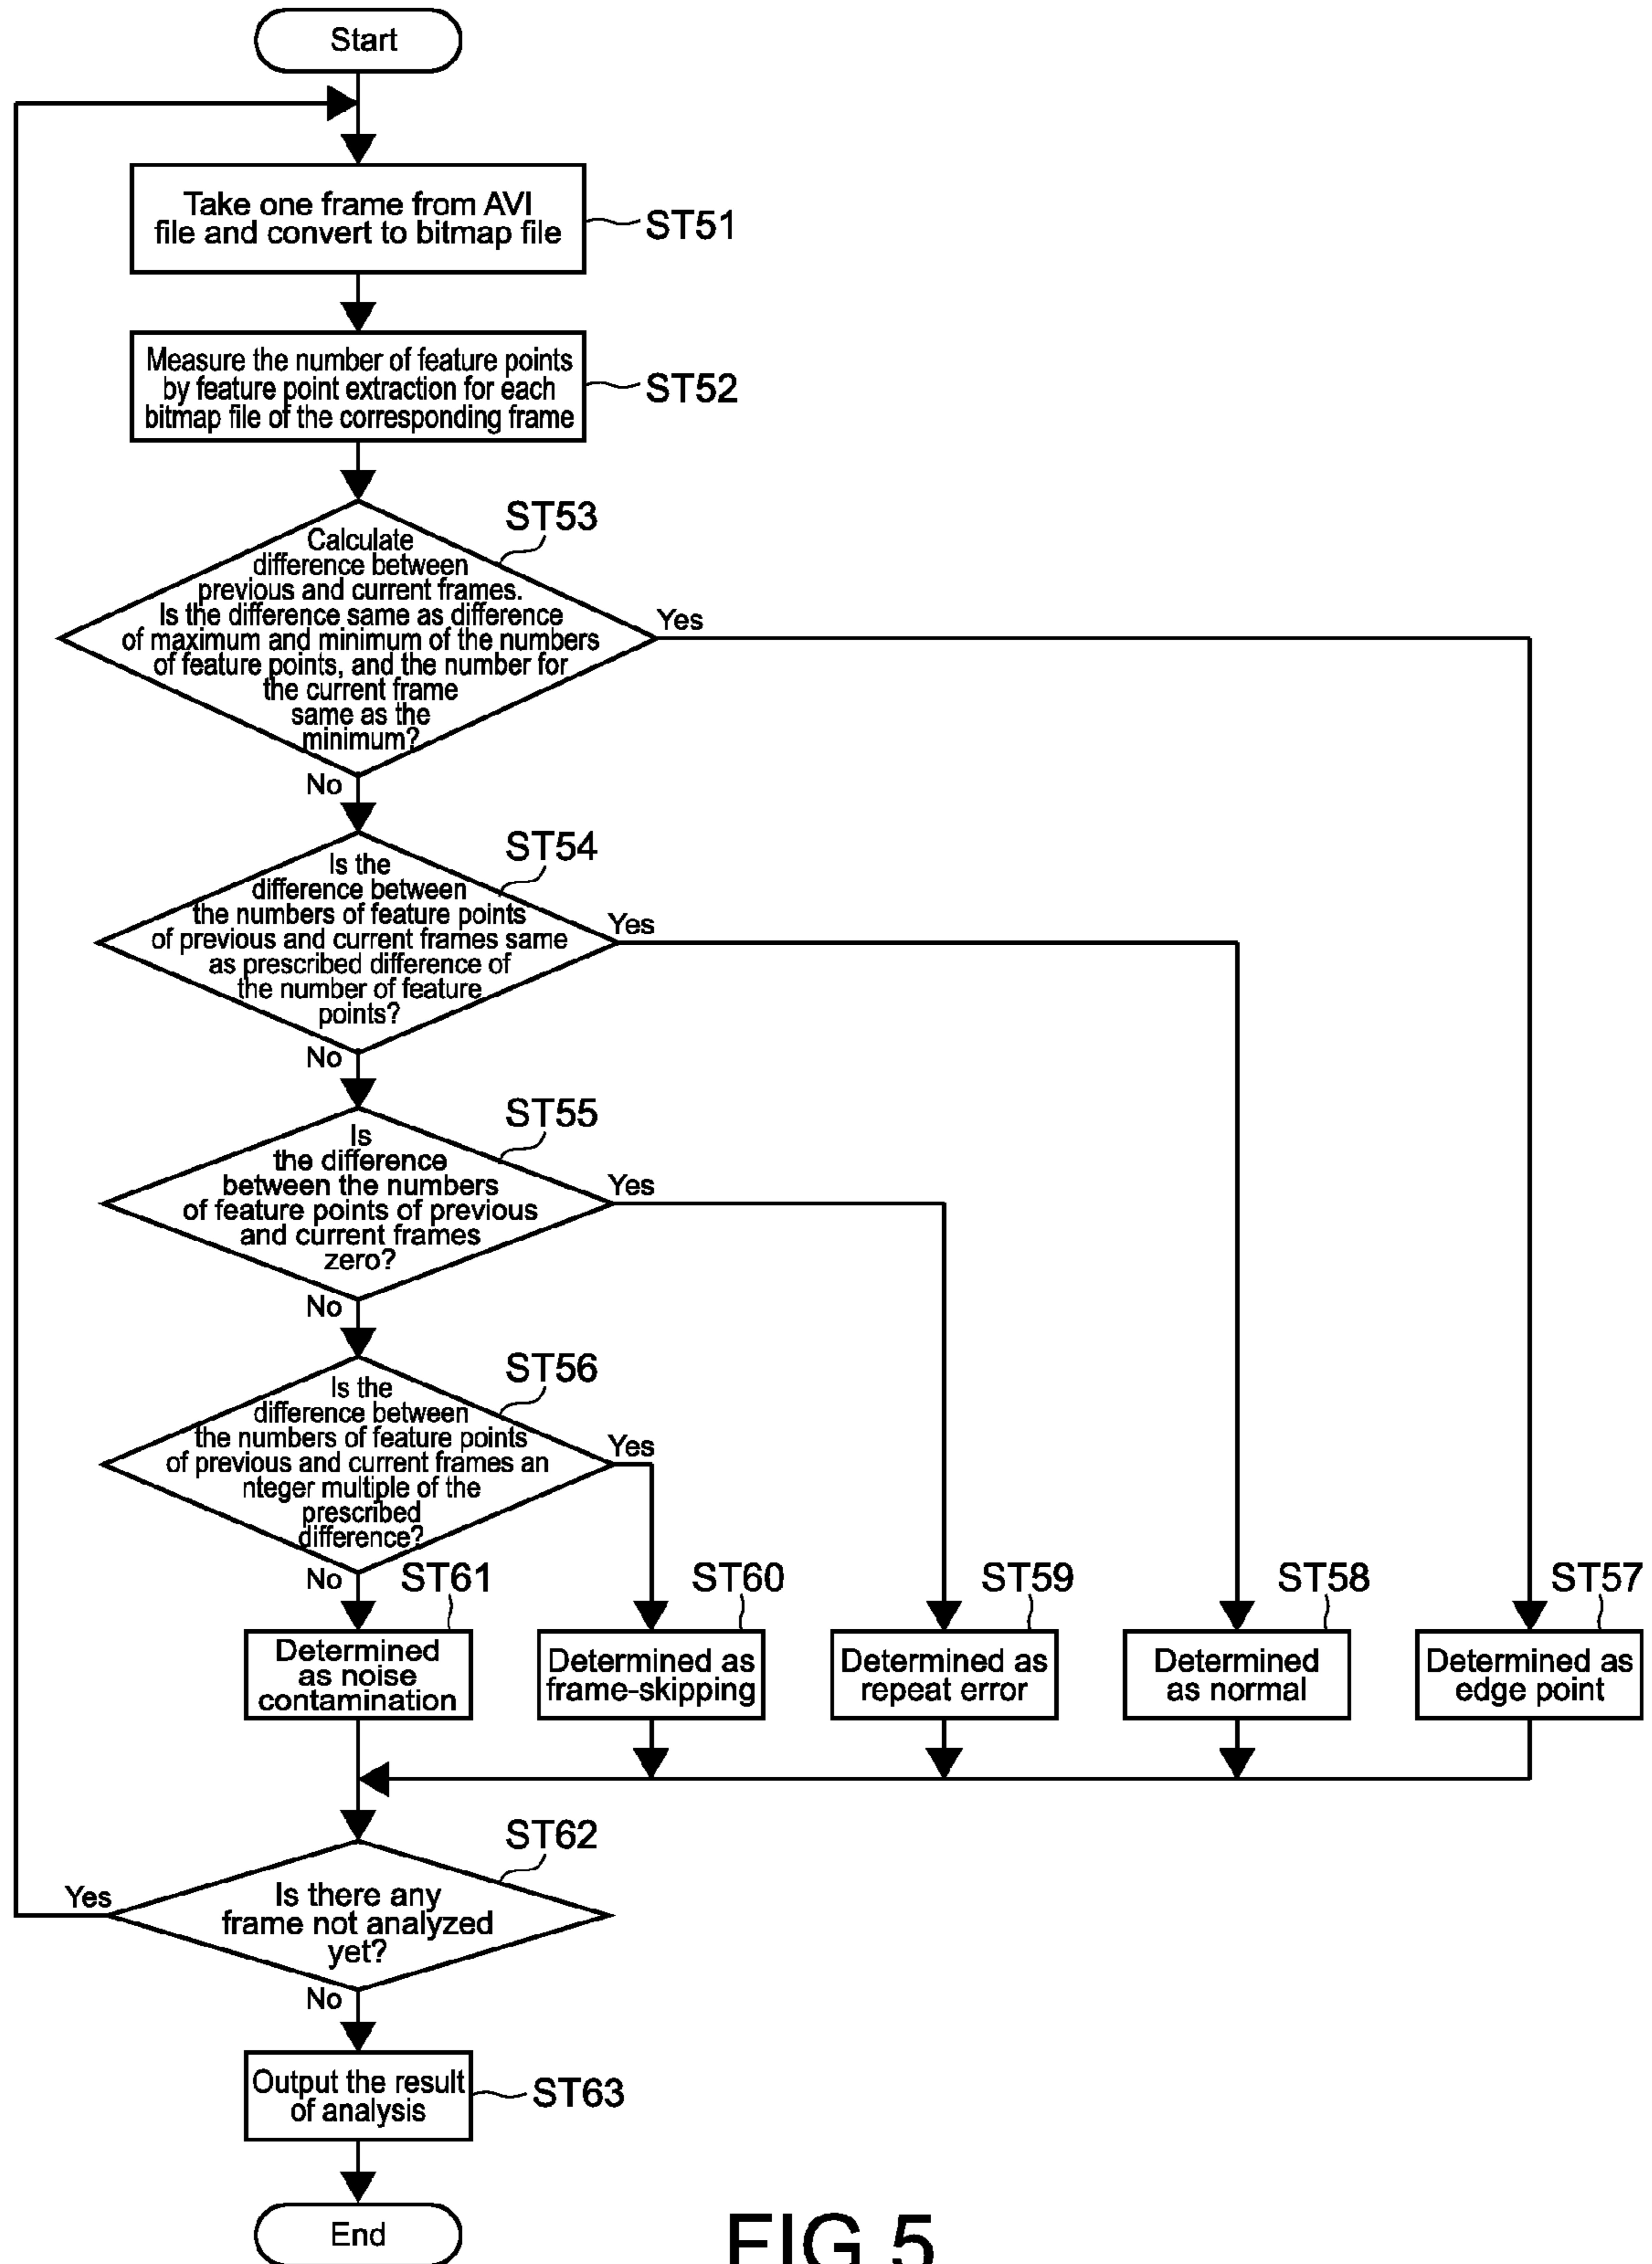 Start
Take one frame from AVI
file and convert to bitmap file
ST51
Measure the number of feature points
by feature point extraction for each
bitmap file of the corresponding frame
ST52
ST53
Calculate
difference between
previous and current frames.
Is the difference same as difference
of maximum and minimum of the numbers
of feature points, and the number for
the current frame
same as the
minimum?
Yes
No
ST54
Is the
difference between
the numbers of feature points
of previous and current frames same
as prescribed difference of
the number of feature
points?
Yes
No
ST55
Is
the difference
between the numbers
of feature points of previous
and current frames
zero?
Yes
No
ST56
Is the
difference between
the numbers of feature points
of previous and current frames an
nteger multiple of the
prescribed
difference?
Yes
No
ST61
ST60
ST59
ST58
ST57
Determined
as noise
contamination
Determined as
frame-skipping
Determined as
repeat error
Determined
as normal
Determined as
edge point
ST62
Is there any
frame not analyzed
yet?
Yes
No
Output the result
of analysis
ST63
End
FIG.5